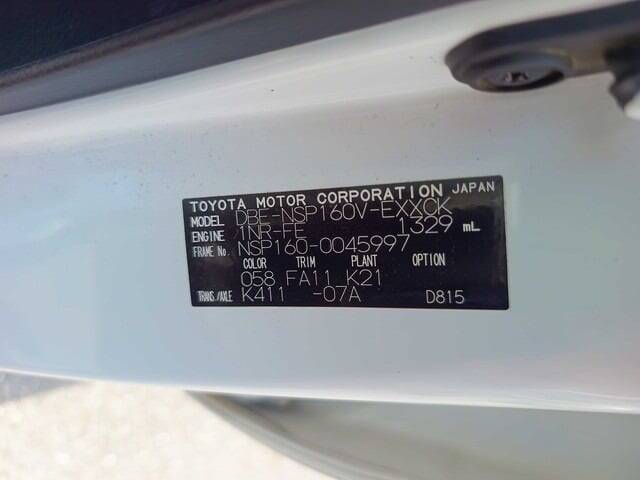 TOYOTA MOTOR CORPORATION JAPAN
MODEL DBE-NSP160V-EXXCK
ENGINE 1NR-FE 1329 mL
FRAME No. NSP160-0045997
COLOR TRIM PLANT OPTION
058 FA11 K21
TRANS./AXLE K411 -07A D815